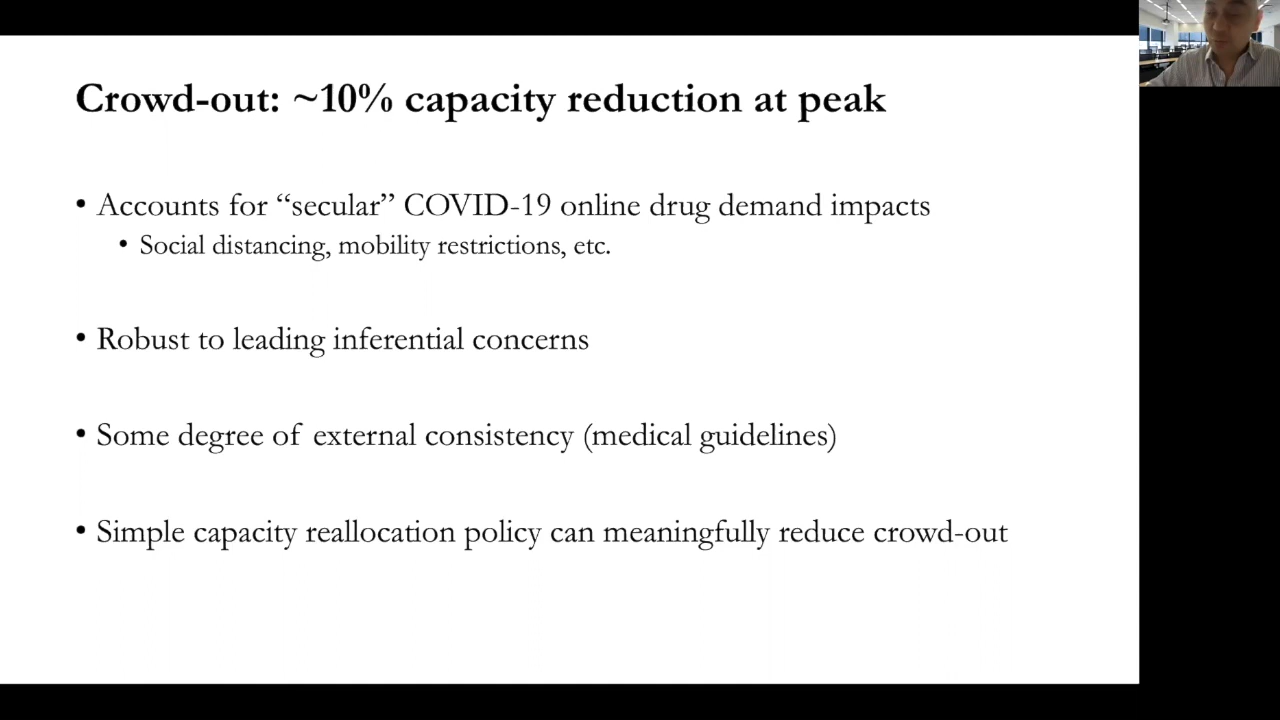 Crowd-out: ~10% capacity reduction at peak
• Accounts for “secular” COVID-19 online drug demand impacts
• Social distancing, mobility restrictions, etc.
• Robust to leading inferential concerns
• Some degree of external consistency (medical guidelines)
• Simple capacity reallocation policy can meaningfully reduce crowd-out